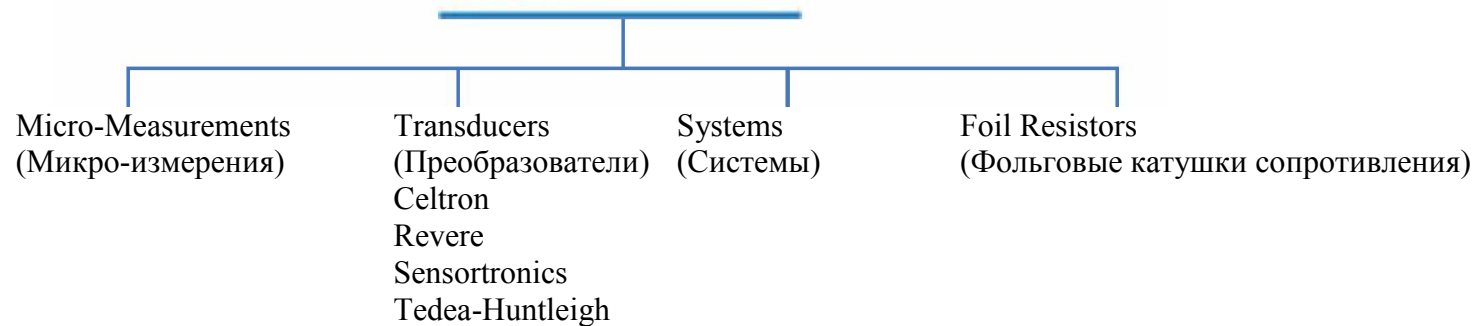 Micro-Measurements
(Микро-измерения)
Transducers
(Преобразователи)
Celtron
Revere
Sensortronics
Tedea-Huntleigh
Systems
(Системы)
Foil Resistors
(Фольговые катушки сопротивления)